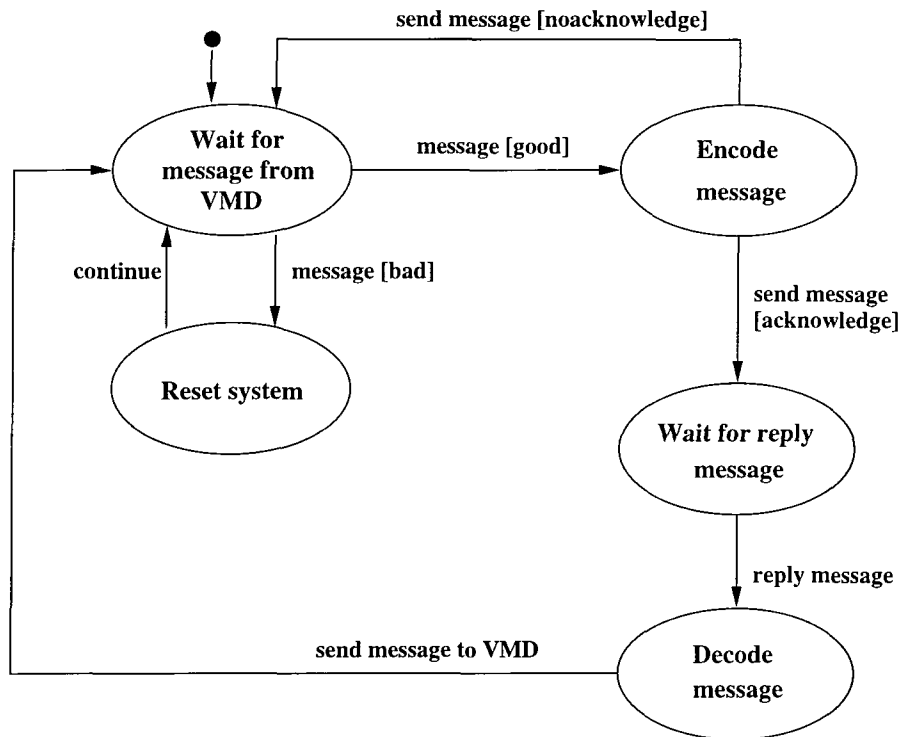 send message [noacknowledge]
Wait for
message from
VMD
message [good]
Encode
message
continue
message [bad]
send message
[acknowledge]
Reset system
Wait for reply
message
reply message
send message to VMD
Decode
message